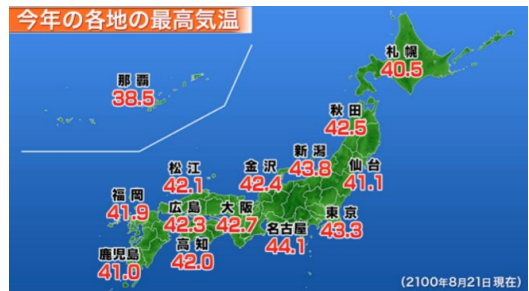 今年の各地の最高気温
札幌
40.5
那覇
38.5
秋田
42.5
新潟
43.8
仙台
41.1
金沢
42.4
松江
42.1
福岡
41.9
広島
42.3
大阪
42.7
東京
43.3
名古屋
44.1
高知
42.0
鹿児島
41.0
(2100年8月21日現在)